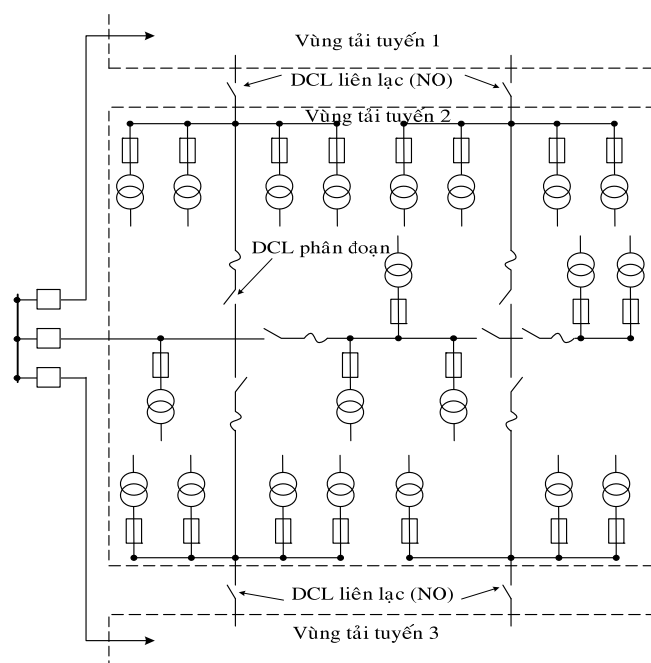 Vùng tải tuyến 1
DCL liên lạc (NO)
Vùng tải tuyến 2
DCL phân đoạn
DCL liên lạc (NO)
Vùng tải tuyến 3